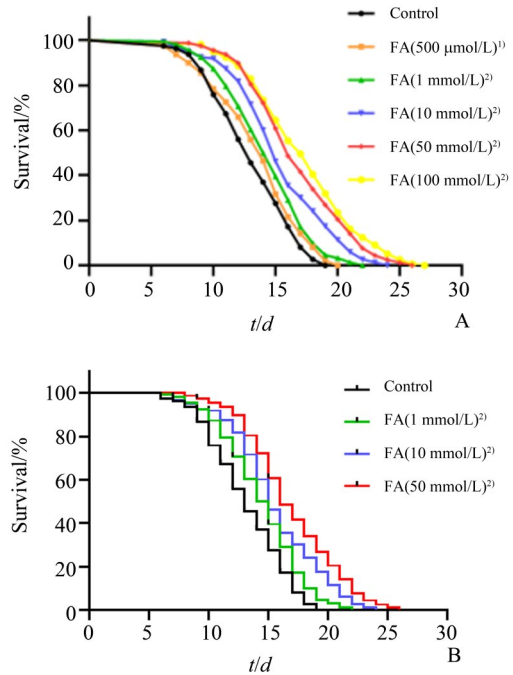 Control
FA(500 μmol/L)1)
FA(1 mmol/L)2)
FA(10 mmol/L)2)
FA(50 mmol/L)2)
FA(100 mmol/L)2)
Survival/%
100
80
60
40
20
0
0 5 10 15 20 25 30
t/d
A
Control
FA(1 mmol/L)2)
FA(10 mmol/L)2)
FA(50 mmol/L)2)
Survival/%
100
80
60
40
20
0
0 5 10 15 20 25 30
t/d
B